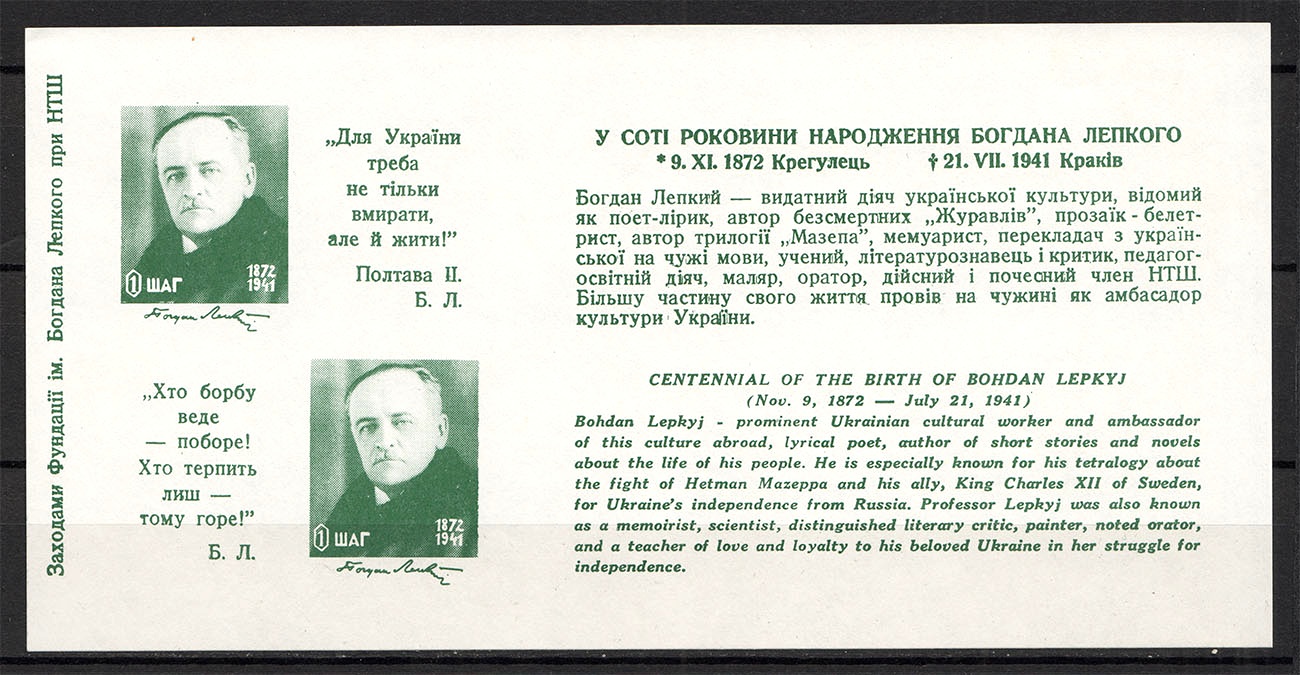 Заходами Фундації ім. Богдана Лепкого при НТШ
1 ШАГ
1872
1941
„Для України
треба
не тільки
вмирати,
але й жити!”
Полтава II.
Б. Л.
„Хто борбу
веде
— поборе!
Хто терпить
лиш —
тому горе!”
Б. Л.
1 ШАГ
1872
1941
У СОТІ РОКОВИНИ НАРОДЖЕННЯ БОГДАНА ЛЕПКОГО
* 9. XI. 1872 Крегулець † 21. VII. 1941 Краків
Богдан Лепкий — видатний діяч української культури, відомий
як поет-лірик, автор безсмертних „Журавлів”, прозаїк - белет-
рист, автор трилогії „Мазепа”, мемуарист, перекладач з україн-
ської на чужі мови, учений, літературознавець і критик, педагог-
освітній діяч, маляр, оратор, дійсний і почесний член НТШ.
Більшу частину свого життя провів на чужині як амбасадор
культури України.
CENTENNIAL OF THE BIRTH OF BOHDAN LEPKYJ
(Nov. 9, 1872 — July 21, 1941)
Bohdan Lepkyj - prominent Ukrainian cultural worker and ambassador
of this culture abroad, lyrical poet, author of short stories and novels
about the life of his people. He is especially known for his tetralogy about
the fight of Hetman Mazeppa and his ally, King Charles XII of Sweden,
for Ukraine's independence from Russia. Professor Lepkyj was also known
as a memoirist, scientist, distinguished literary critic, painter, noted orator,
and a teacher of love and loyalty to his beloved Ukraine in her struggle for
independence.